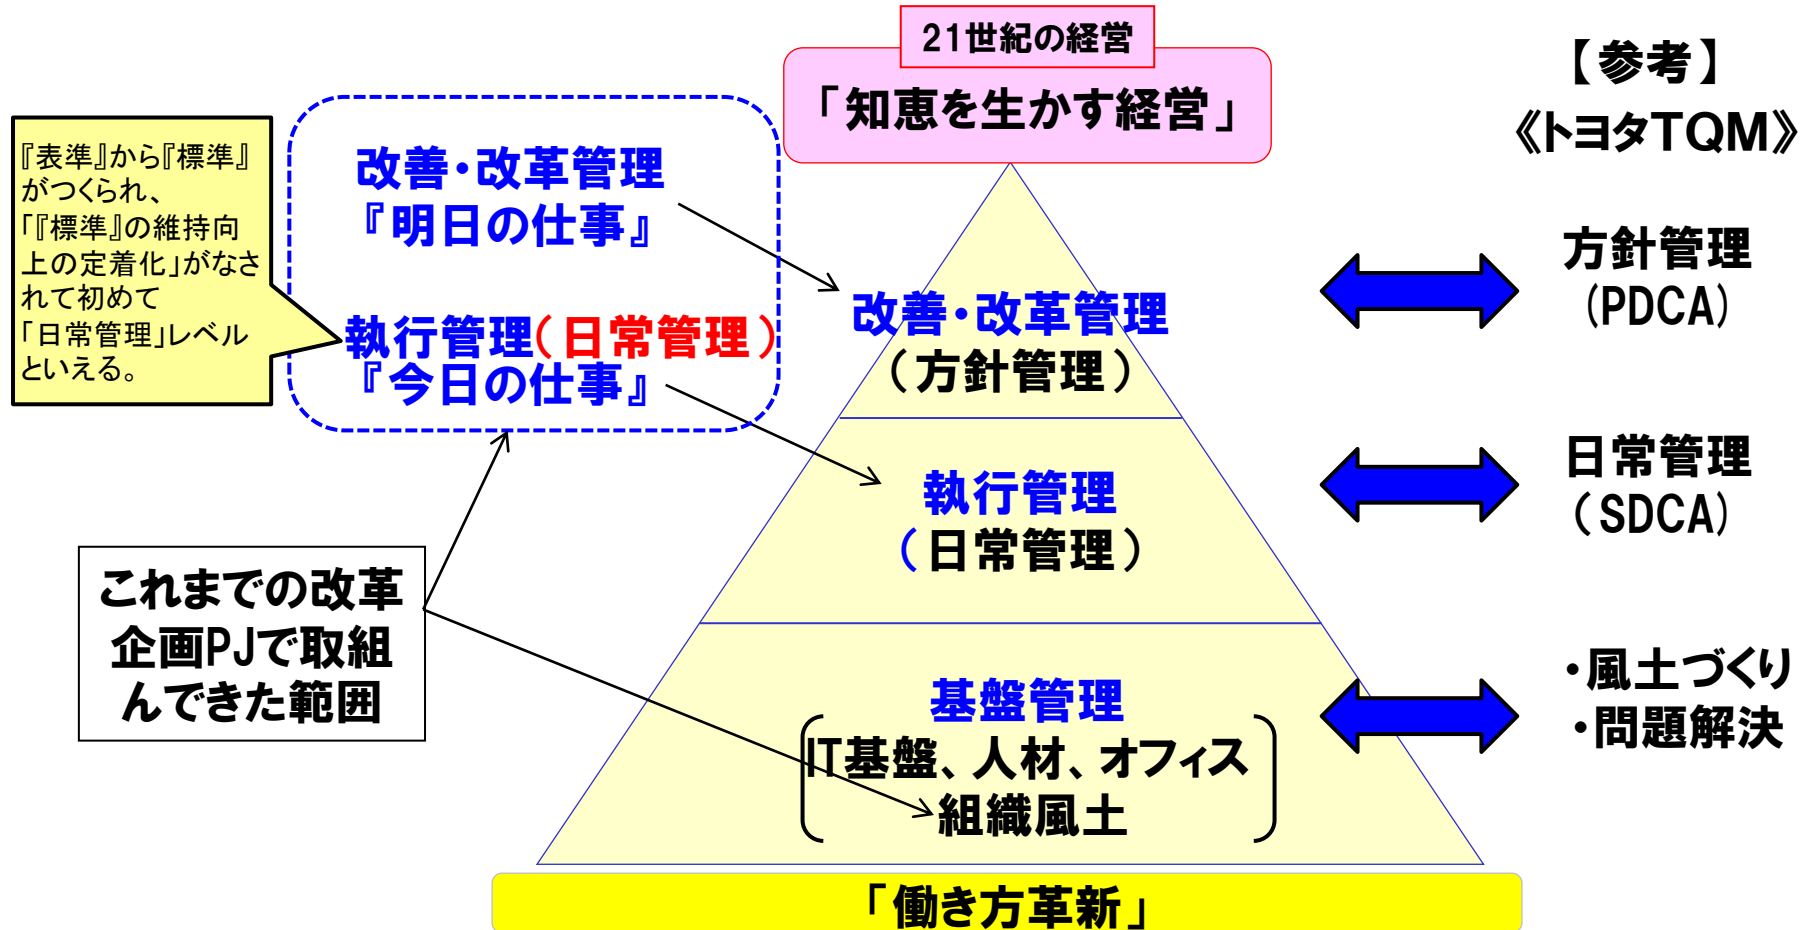 21世紀の経営
「知恵を生かす経営」
【参考】
《トヨタTQM》
『表準』から『標準』
がつくられ、
「『標準』の維持向
上の定着化」がなさ
れて初めて
「日常管理」レベル
といえる。
改善・改革管理
『明日の仕事』
執行管理(日常管理)
『今日の仕事』
これまでの改革
企画PJで取組
んできた範囲
改善・改革管理
(方針管理)
執行管理
(日常管理)
基盤管理
IT基盤、人材、オフィス
組織風土
方針管理
(PDCA)
日常管理
(SDCA)
・風土づくり
・問題解決
「働き方革新」